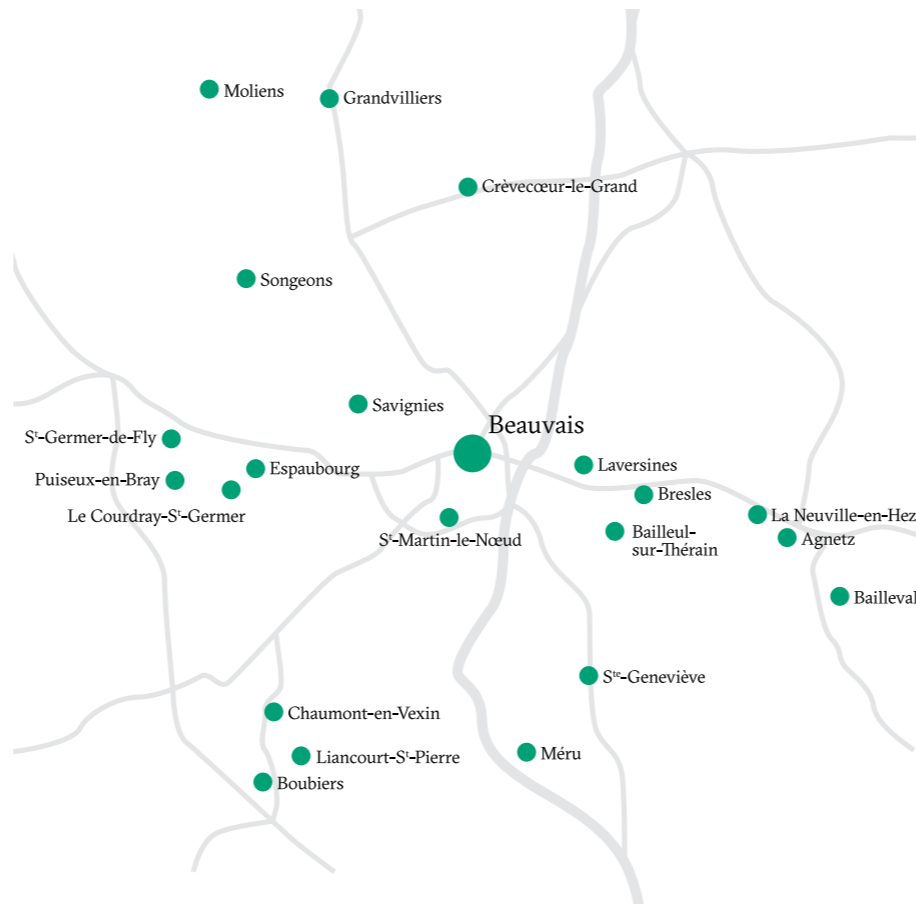 Moliens
Grandvilliers
Crèvecœur-le-Grand
Songeons
Savignies
Beauvais
Sᵗ-Germer-de-Fly
Espaubourg
Laversines
Puiseux-en-Bray
Bresles
Le Courdray-Sᵗ-Germer
La Neuville-en-Hez
Sᵗ-Martin-le-Nœud
Bailleul-
sur-Thérain
Agnetz
Bailleval
Sᵗᵉ-Geneviève
Chaumont-en-Vexin
Liancourt-Sᵗ-Pierre
Méru
Boubiers